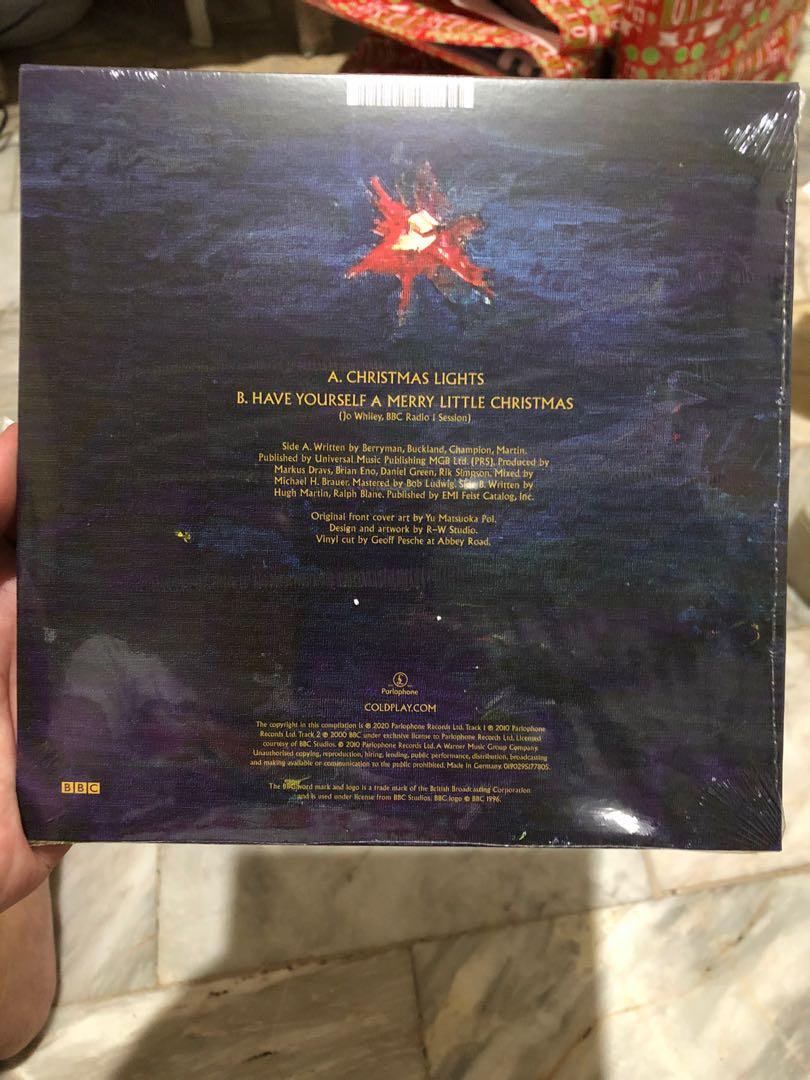 A. CHRISTMAS LIGHTS
B. HAVE YOURSELF A MERRY LITTLE CHRISTMAS
(Jo Whiley, BBC Radio 1 Session)
Side A. Written by Berryman, Buckland, Champion, Martin.
Published by Universal Music Publishing MGB Ltd. (PRS). Produced by
Markus Dravs, Brian Eno, Daniel Green, Rik Simpson. Mixed by
Michael H. Brauer. Mastered by Bob Ludwig. Side B. Written by
Hugh Martin, Ralph Blane. Published by EMI Feist Catalog, Inc.
Original front cover art by Yu Matsuoka Pol.
Design and artwork by R–W Studio.
Vinyl cut by Geoff Pesche at Abbey Road.
Parlophone
COLDPLAY.COM
The copyright in this compilation is ℗ 2020 Parlophone Records Ltd. Track 1 ℗ 2010 Parlophone
Records Ltd. Track 2 ℗ 2000 BBC under exclusive license to Parlophone Records Ltd. Licensed
courtesy of BBC Studios. © 2010 Parlophone Records Ltd. A Warner Music Group Company.
Unauthorised copying, reproduction, hiring, lending, public performance, distribution, broadcasting
and making available or communication to the public prohibited. Made in Germany. 0190295177805.
BBC
The BBC word mark and logo is a trade mark of the British Broadcasting Corporation
and is used under license from BBC Studios. BBC logo © BBC 1996.